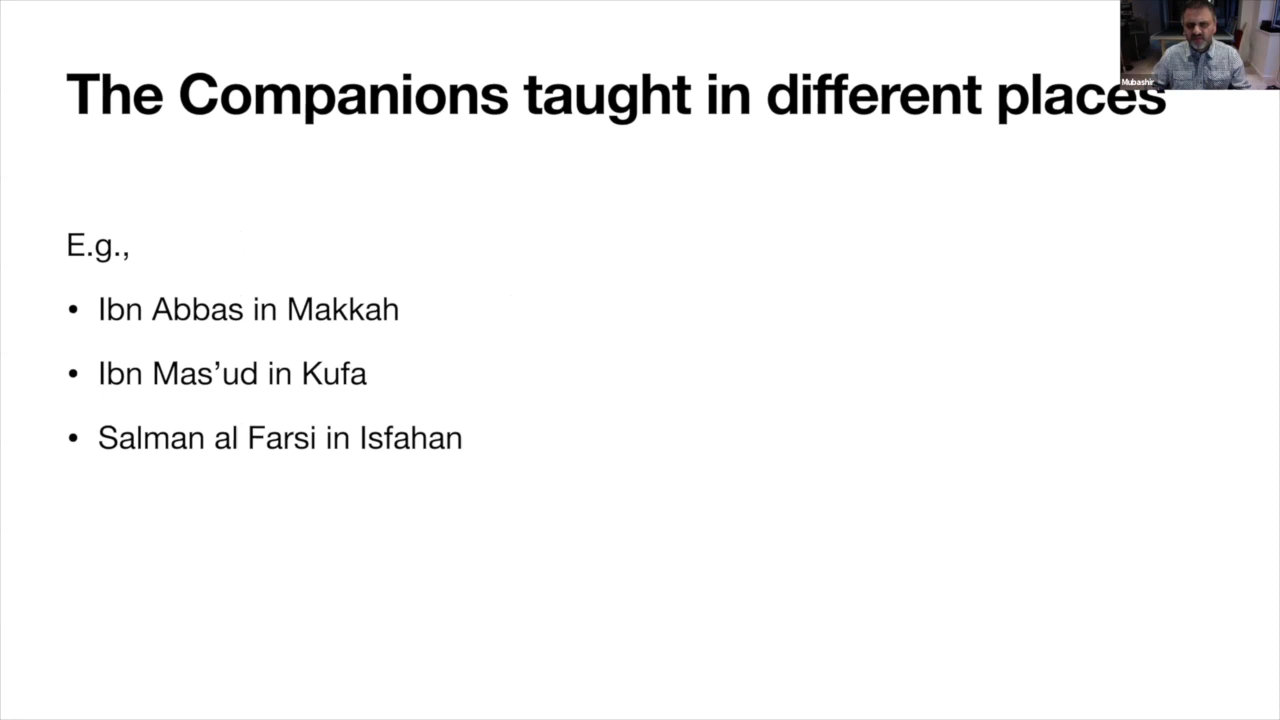 The Companions taught in different places
Mubashir
E.g.,
• Ibn Abbas in Makkah
• Ibn Mas’ud in Kufa
• Salman al Farsi in Isfahan